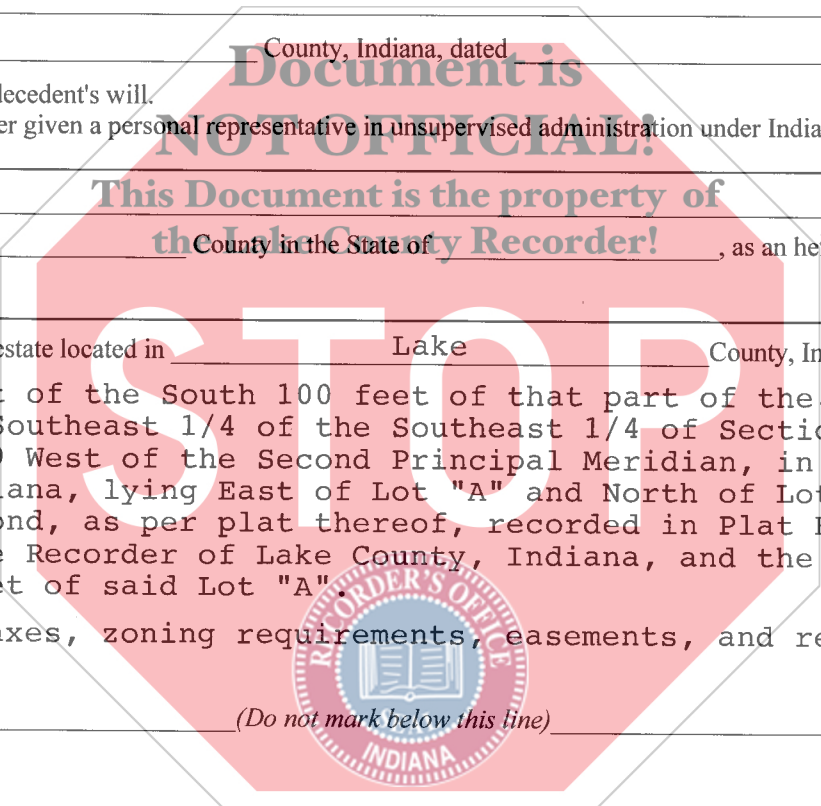 County, Indiana, dated
Document is
decedent's will.
er given a personal representative in unsupervised administration under India
NOT OFFICIAL!
This Document is the property of
the Lake County Recorder!
County in the State of , as an he
STOP
estate located in Lake County, In
t of the South 100 feet of that part of the
Southeast 1/4 of the Southeast 1/4 of Secti
9 West of the Second Principal Meridian, in
iana, lying East of Lot "A" and North of Lot
ond, as per plat thereof, recorded in Plat
e Recorder of Lake County, Indiana, and the
et of said Lot "A".
axes, zoning requirements, easements, and re
RECORDER'S OFFICE
SEAL
INDIANA
(Do not mark below this line)